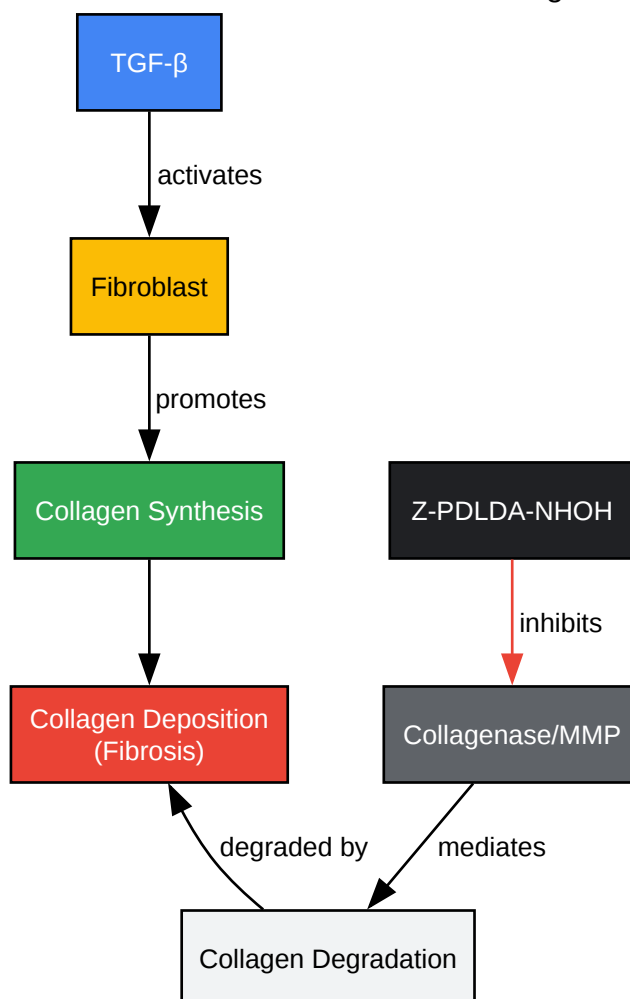 TGF-β
activates
Fibroblast
promotes
Collagen Synthesis
Z-PDLDA-NHOH
inhibits
Collagen Deposition
(Fibrosis)
Collagenase/MMP
degraded by
mediates
Collagen Degradation